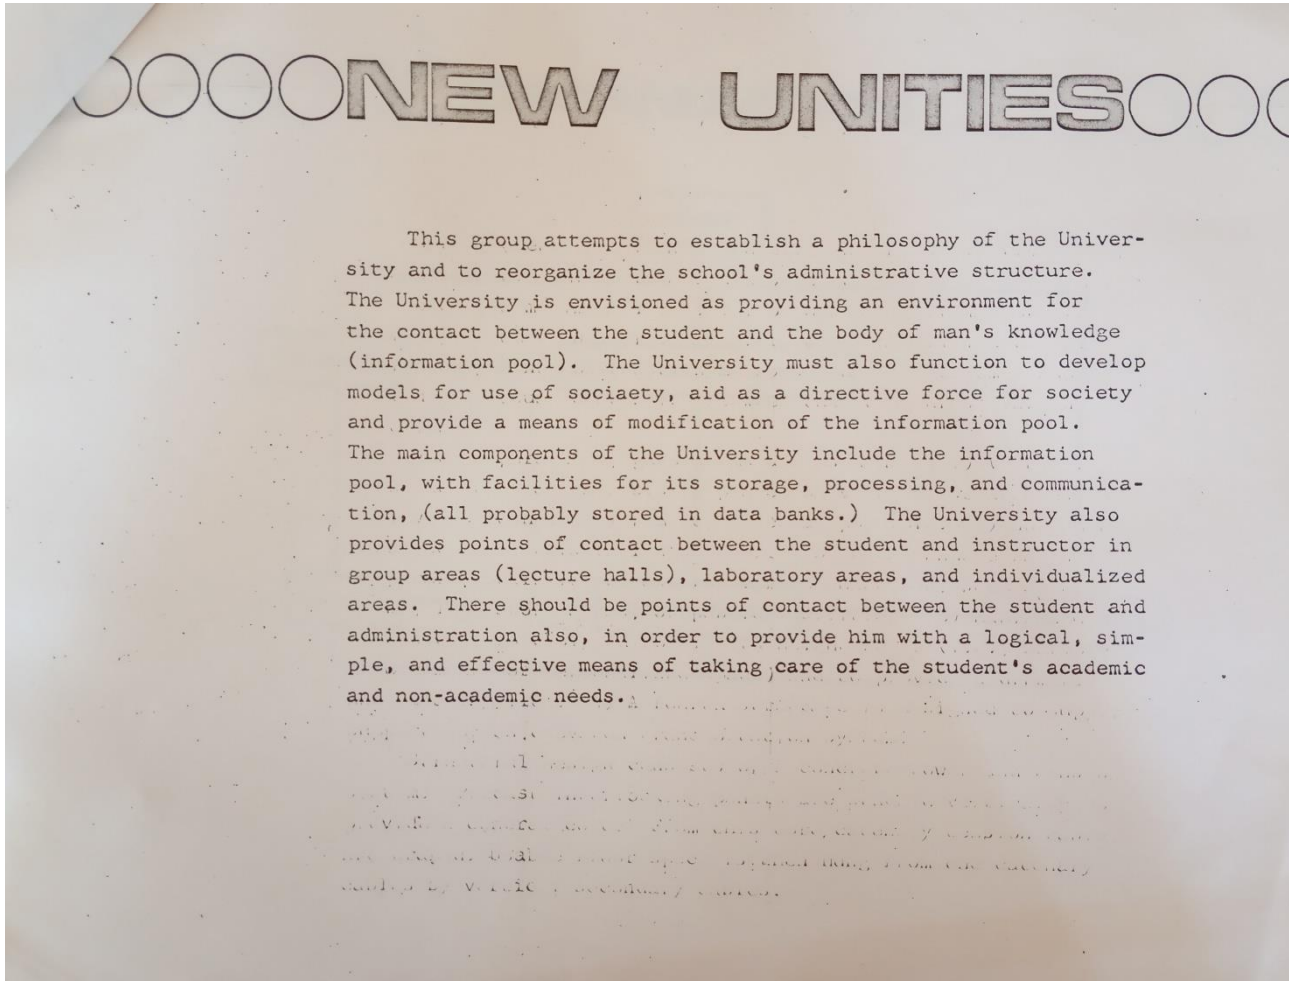 NEW UNITIES
This group attempts to establish a philosophy of the Univer-
sity and to reorganize the school's administrative structure.
The University is envisioned as providing an environment for
the contact between the student and the body of man's knowledge
(information pool). The University must also function to develop
models for use of sociaety, aid as a directive force for society
and provide a means of modification of the information pool.
The main components of the University include the information
pool, with facilities for its storage, processing, and communica-
tion, (all probably stored in data banks.) The University also
provides points of contact between the student and instructor in
group areas (lecture halls), laboratory areas, and individualized
areas. There should be points of contact between the student and
administration also, in order to provide him with a logical, sim-
ple, and effective means of taking care of the student's academic
and non-academic needs.